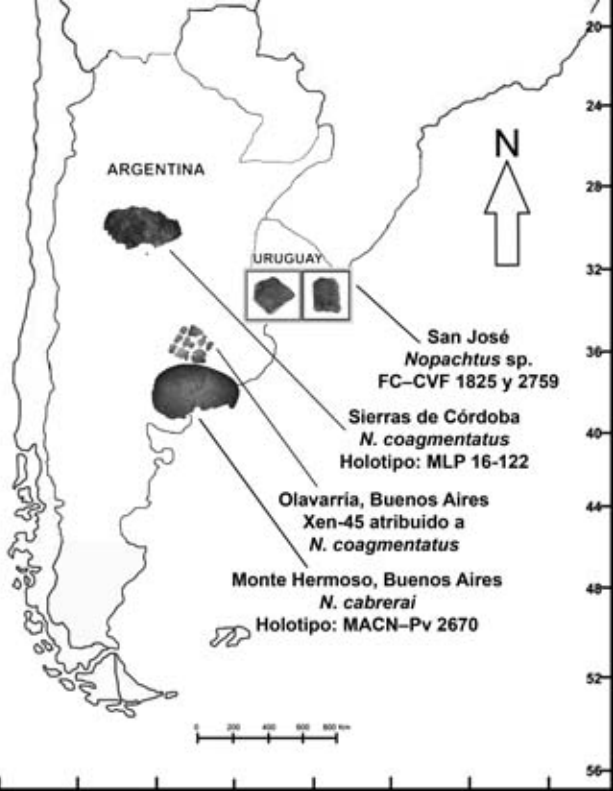 20
24
N
ARGENTINA
28
URUGUAY
32
San José
Nopachtus sp.
FC–CVF 1825 y 2759
36
Sierras de Córdoba
N. coagmentatus
Holotipo: MLP 16-122
40
Olavarría, Buenos Aires
Xen-45 atribuido a
N. coagmentatus
44
Monte Hermoso, Buenos Aires
N. cabrerai
Holotipo: MACN–Pv 2670
48
52
0 200 400 600 800 Km
56